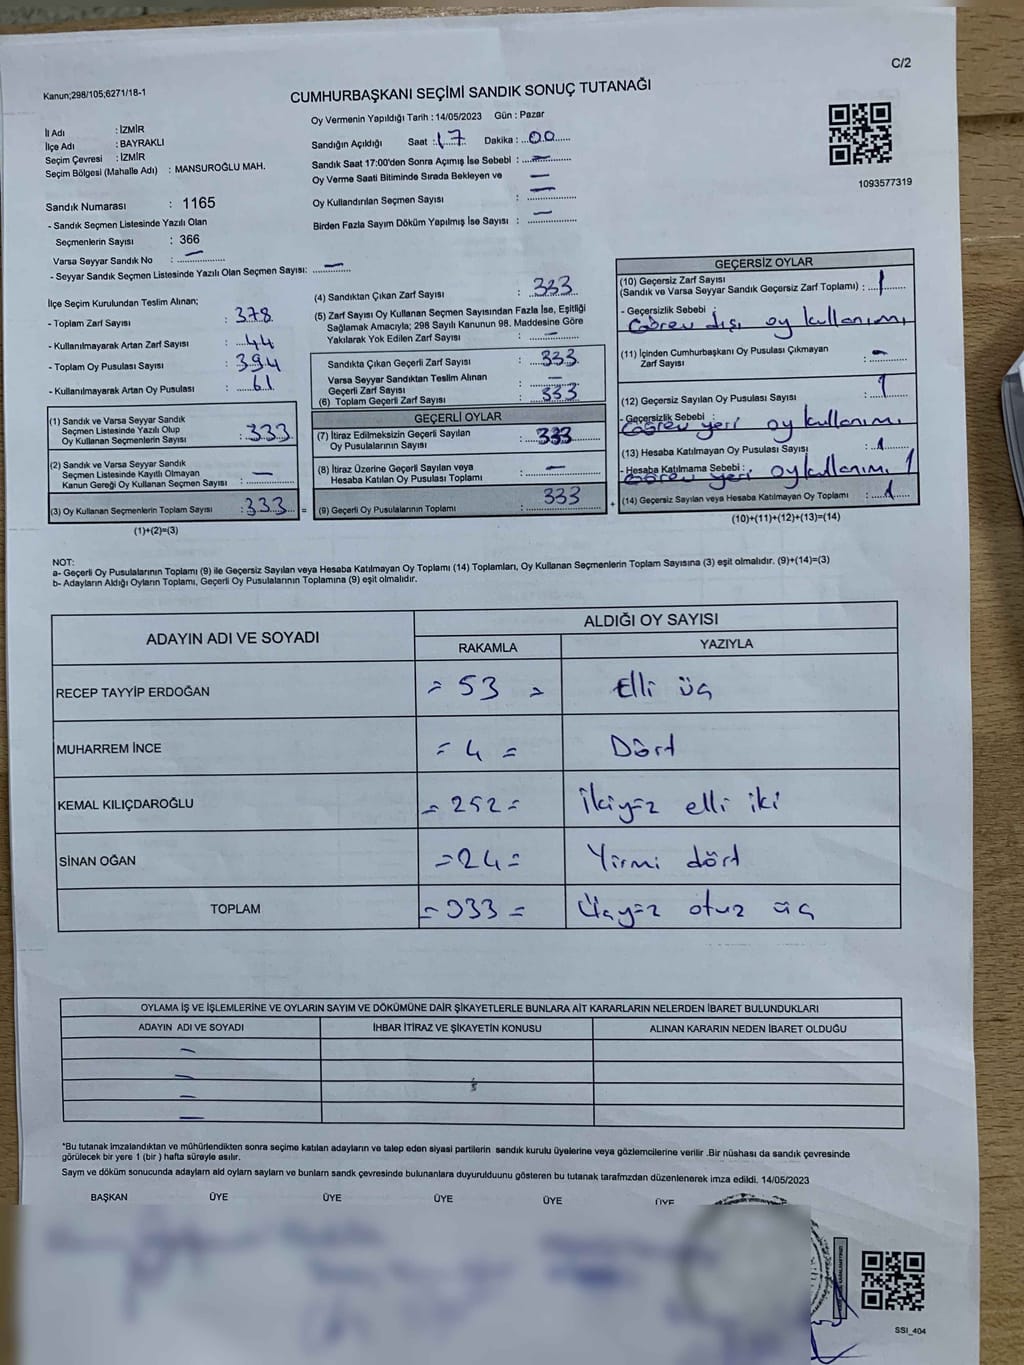 C/2
Kanun;298/105;6271/18-1
CUMHURBAŞKANI SEÇİMİ SANDIK SONUÇ TUTANAĞI
Oy Vermenin Yapıldığı Tarih : 14/05/2023 Gün : Pazar
İl Adı : İZMİR
İlçe Adı : BAYRAKLI
Seçim Çevresi : İZMİR
Seçim Bölgesi (Mahalle Adı) : MANSUROĞLU MAH.
Sandığın Açıldığı Saat : 17 Dakika : 00
Sandık Saat 17:00'den Sonra Açımış İse Sebebi : —
Oy Verme Saati Bitiminde Sırada Bekleyen ve —
Oy Kullandırılan Seçmen Sayısı : —
Birden Fazla Sayım Döküm Yapılmış İse Sayısı : —
1093577319
Sandık Numarası : 1165
- Sandık Seçmen Listesinde Yazılı Olan
Seçmenlerin Sayısı : 366
Varsa Seyyar Sandık No : —
- Seyyar Sandık Seçmen Listesinde Yazılı Olan Seçmen Sayısı: —
İlçe Seçim Kurulundan Teslim Alınan;
- Toplam Zarf Sayısı : 378
- Kullanılmayarak Artan Zarf Sayısı : 44
- Toplam Oy Pusulası Sayısı : 394
- Kullanılmayarak Artan Oy Pusulası : 61
(1) Sandık ve Varsa Seyyar Sandık
Seçmen Listesinde Yazılı Olup
Oy Kullanan Seçmenlerin Sayısı : 333
(2) Sandık ve Varsa Seyyar Sandık
Seçmen Listesinde Kayıtlı Olmayan
Kanun Gereği Oy Kullanan Seçmen Sayısı : —
(3) Oy Kullanan Seçmenlerin Toplam Sayısı : 333 =
(1)+(2)=(3)
(4) Sandıktan Çıkan Zarf Sayısı : 333
(5) Zarf Sayısı Oy Kullanan Seçmen Sayısından Fazla İse, Eşitliği
Sağlamak Amacıyla; 298 Sayılı Kanunun 98. Maddesine Göre
Yakılarak Yok Edilen Zarf Sayısı : —
Sandıkta Çıkan Geçerli Zarf Sayısı : 333
Varsa Seyyar Sandıktan Teslim Alınan
Geçerli Zarf Sayısı : —
(6) Toplam Geçerli Zarf Sayısı : 333
GEÇERLİ OYLAR
(7) İtiraz Edilmeksizin Geçerli Sayılan
Oy Pusulalarının Sayısı : 333
(8) İtiraz Üzerine Geçerli Sayılan veya
Hesaba Katılan Oy Pusulası Toplamı : —
(9) Geçerli Oy Pusulalarının Toplamı : 333 +
GEÇERSİZ OYLAR
(10) Geçersiz Zarf Sayısı
(Sandık ve Varsa Seyyar Sandık Geçersiz Zarf Toplamı) : 1
- Geçersizlik Sebebi :
Görev dışı oy kullanımı
(11) İçinden Cumhurbaşkanı Oy Pusulası Çıkmayan
Zarf Sayısı : —
(12) Geçersiz Sayılan Oy Pusulası Sayısı : 1
- Geçersizlik Sebebi :
Görev yeri oy kullanımı
(13) Hesaba Katılmayan Oy Pusulası Sayısı : 1
- Hesaba Katılmama Sebebi :
Görev yeri oy kullanımı 1
(14) Geçersiz Sayılan veya Hesaba Katılmayan Oy Toplamı : 1
(10)+(11)+(12)+(13)=(14)
NOT:
a- Geçerli Oy Pusulalarının Toplamı (9) ile Geçersiz Sayılan veya Hesaba Katılmayan Oy Toplamı (14) Toplamları, Oy Kullanan Seçmenlerin Toplam Sayısına (3) eşit olmalıdır. (9)+(14)=(3)
b- Adayların Aldığı Oyların Toplamı, Geçerli Oy Pusulalarının Toplamına (9) eşit olmalıdır.
ADAYIN ADI VE SOYADI
ALDIĞI OY SAYISI
RAKAMLA YAZIYLA
RECEP TAYYİP ERDOĞAN = 53 = Elli üç
MUHARREM İNCE = 4 = Dört
KEMAL KILIÇDAROĞLU = 252 = İkiyüz elli iki
SİNAN OĞAN =24= Yirmi dört
TOPLAM =333 = Üçyüz otuz üç
OYLAMA İŞ VE İŞLEMLERİNE VE OYLARIN SAYIM VE DÖKÜMÜNE DAİR ŞİKAYETLERLE BUNLARA AİT KARARLARIN NELERDEN İBARET BULUNDUKLARI
ADAYIN ADI VE SOYADI İHBAR İTİRAZ VE ŞİKAYETİN KONUSU ALINAN KARARIN NEDEN İBARET OLDUĞU
—
—
—
—
*Bu tutanak imzalandıktan ve mühürlendikten sonra seçime katılan adayların ve talep eden siyasi partilerin sandık kurulu üyelerine veya gözlemcilerine verilir .Bir nüshası da sandık çevresinde
görülecek bir yere 1 (bir ) hafta süreyle asılır.
Saym ve döküm sonucunda adaylarn ald oylarn saylarn ve bunlarn sandk çevresinde bulunanlara duyurulduunu gösteren bu tutanak tarafmzdan düzenlenerek imza edildi. 14/05/2023
BAŞKAN ÜYE ÜYE ÜYE ÜYE ÜYE
SSI_404